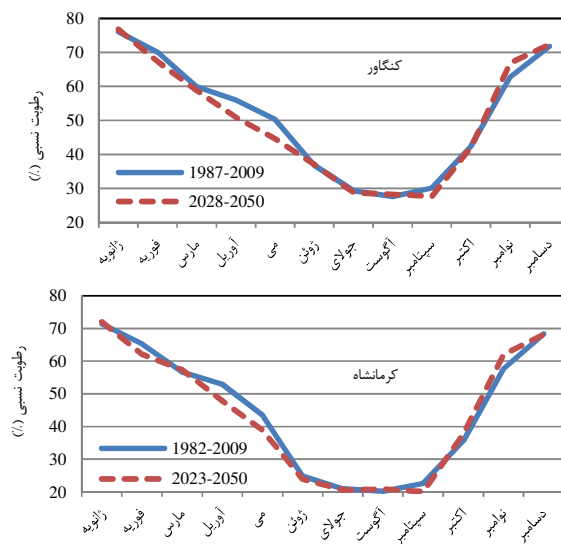 80
70
60
50
40
30
20
رطوبت نسبی (٪)
کنگاور
1987-2009
2028-2050
ژانویه
فوریه
مارس
آوریل
می
ژوئن
جولای
آگوست
سپتامبر
اکتبر
نوامبر
دسامبر
80
70
60
50
40
30
20
رطوبت نسبی (٪)
کرمانشاه
1982-2009
2023-2050
ژانویه
فوریه
مارس
آوریل
می
ژوئن
جولای
آگوست
سپتامبر
اکتبر
نوامبر
دسامبر